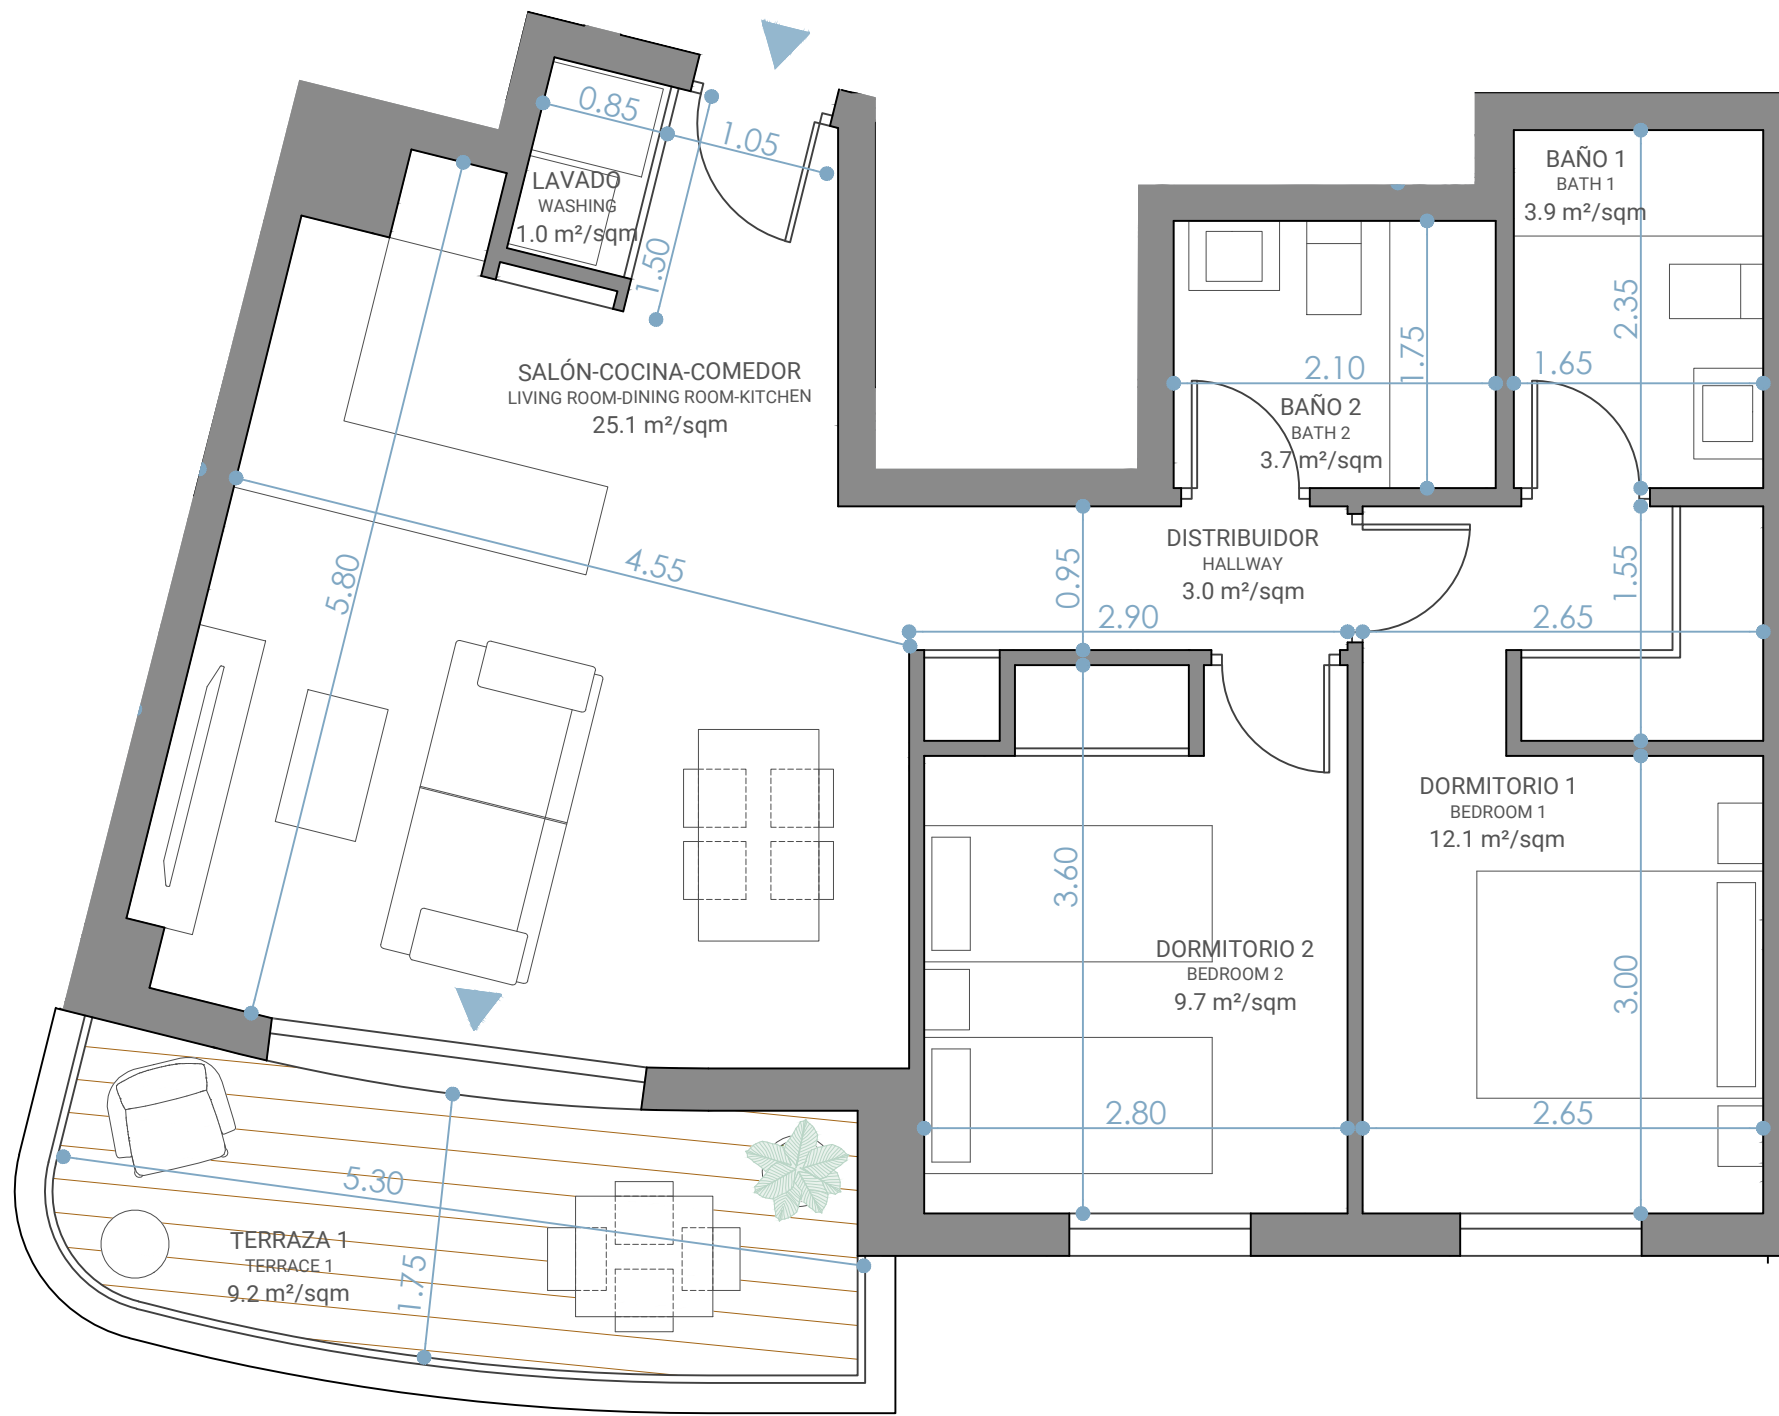 0.85
1.05
LAVADO
WASHING
1.0 m²/sqm
1.50
BAÑO 1
BATH 1
3.9 m²/sqm
2.35
1.65
1.75
2.10
BAÑO 2
BATH 2
3.7 m²/sqm
SALÓN-COCINA-COMEDOR
LIVING ROOM-DINING ROOM-KITCHEN
25.1 m²/sqm
5.80
4.55
DISTRIBUIDOR
HALLWAY
3.0 m²/sqm
0.95
2.90
1.55
2.65
DORMITORIO 1
BEDROOM 1
12.1 m²/sqm
3.60
DORMITORIO 2
BEDROOM 2
9.7 m²/sqm
3.00
2.80
2.65
5.30
TERRAZA 1
TERRACE 1
9.2 m²/sqm
1.75